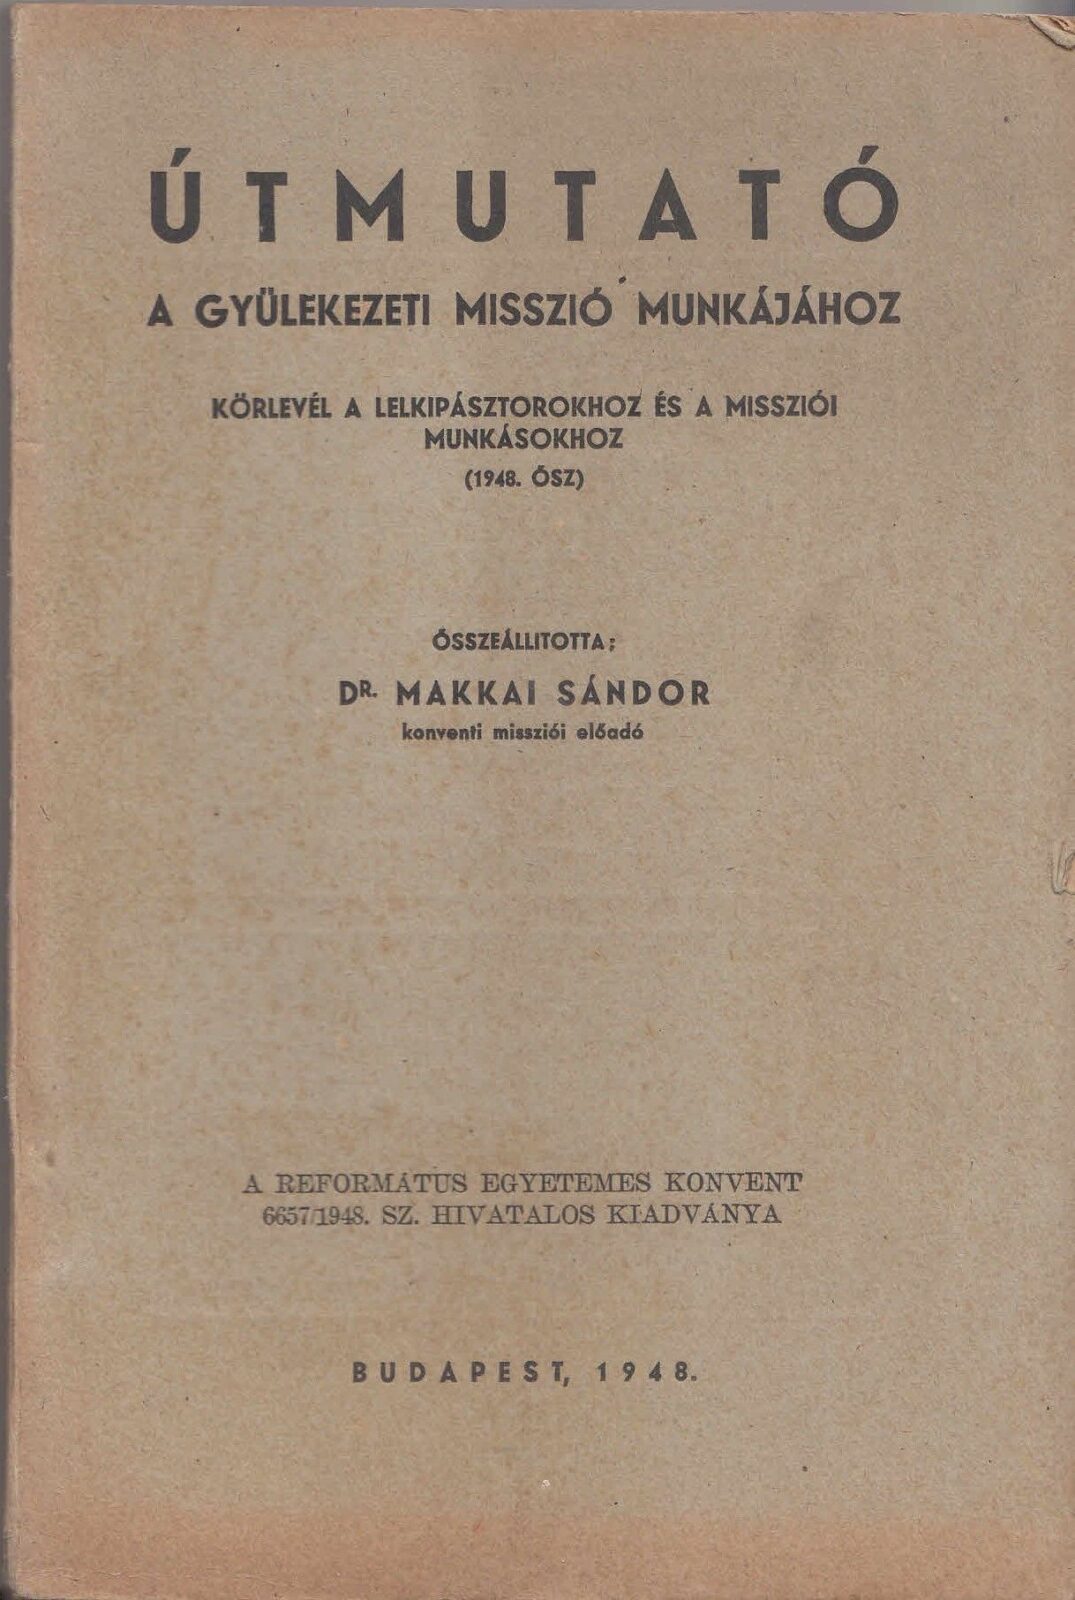 ÚTMUTATÓ
A GYÜLEKEZETI MISSZIÓ MUNKÁJÁHOZ
KÖRLEVÉL A LELKIPÁSZTOROKHOZ ÉS A MISSZIÓI
MUNKÁSOKHOZ
(1948. ŐSZ)
ÖSSZEÁLLITOTTA;
DR. MAKKAI SÁNDOR
konventi missziói előadó
A REFORMÁTUS EGYETEMES KONVENT
6657/1948. SZ. HIVATALOS KIADVÁNYA
BUDAPEST, 1948.